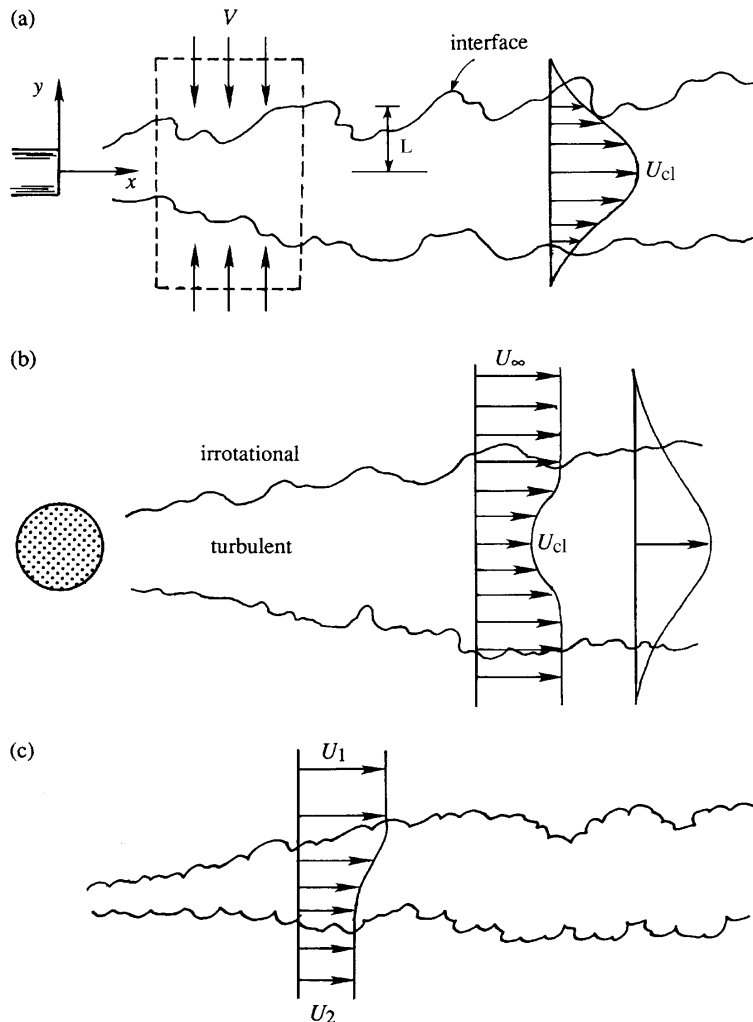 (a)
V
interface
y
L
x
U_cl
(b)
U_∞
irrotational
turbulent
U_cl
(c)
U_1
U_2